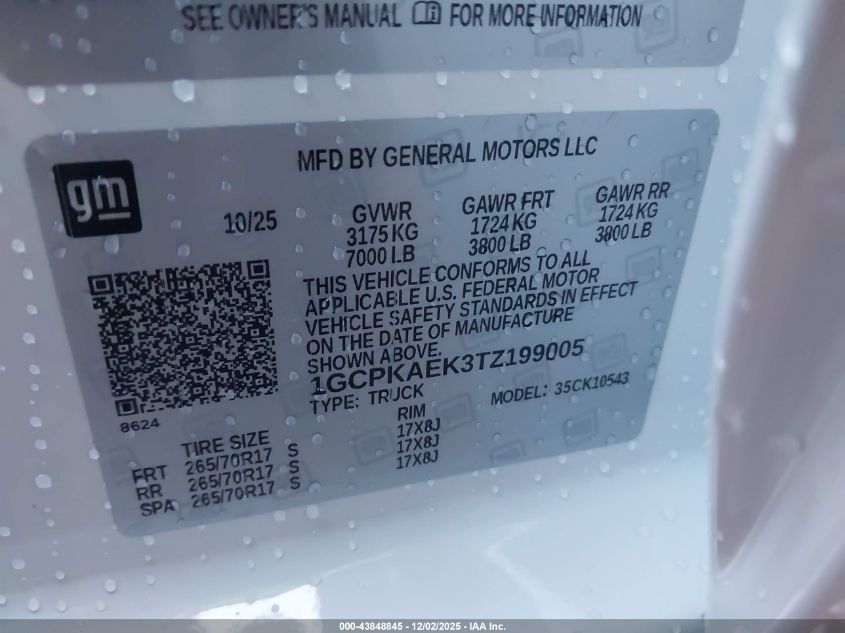 SEE OWNER'S MANUAL FOR MORE INFORMATION
gm
MFD BY GENERAL MOTORS LLC
10/25
GVWR
3175 KG
7000 LB
GAWR FRT
1724 KG
3800 LB
GAWR RR
1724 KG
3800 LB
THIS VEHICLE CONFORMS TO ALL
APPLICABLE U.S. FEDERAL MOTOR
VEHICLE SAFETY STANDARDS IN EFFECT
ON THE DATE OF MANUFACTURE
SHOWN ABOVE.
1GCPKAEK3TZ199005
TYPE: TRUCK
MODEL: 35CK10543
8624
TIRE SIZE RIM
FRT 265/70R17 S 17X8J
RR 265/70R17 S 17X8J
SPA 265/70R17 S 17X8J
000-43848845 - 12/02/2025 - IAA Inc.